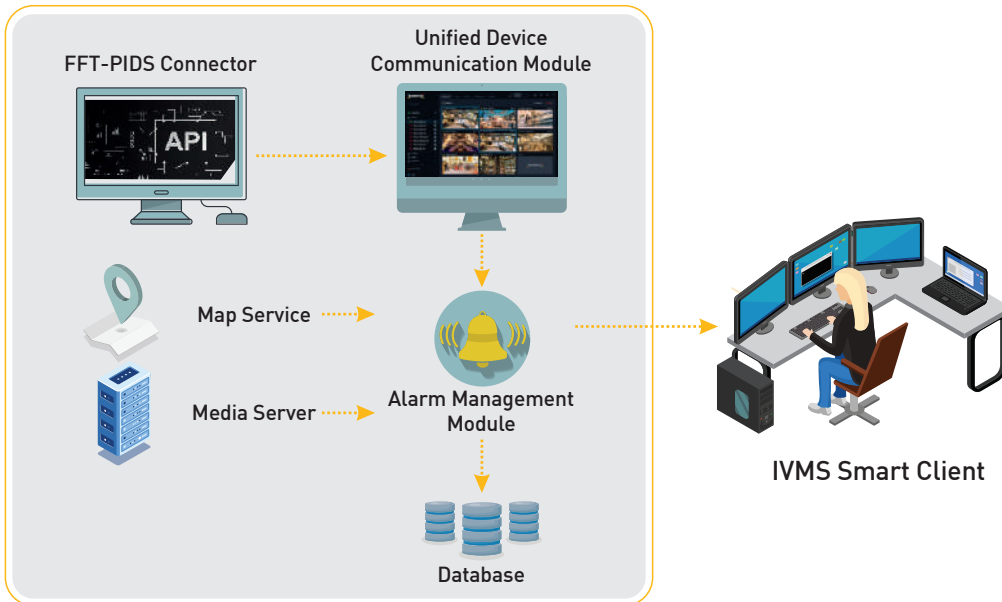 Unified Device
Communication Module
FFT-PIDS Connector
API
Map Service
Media Server
Alarm Management
Module
IVMS Smart Client
Database